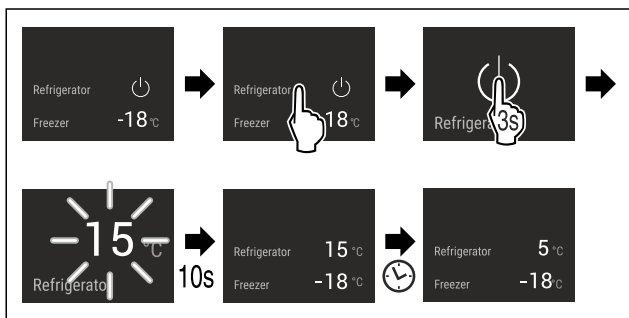 Refrigerator
Freezer -18 °C
Refrigerator
Freezer 18 °C
Refrigera 3s
15 °C
Refrigerato
10s
Refrigerator 15 °C
Freezer -18 °C
Refrigerator 5 °C
Freezer -18 °C